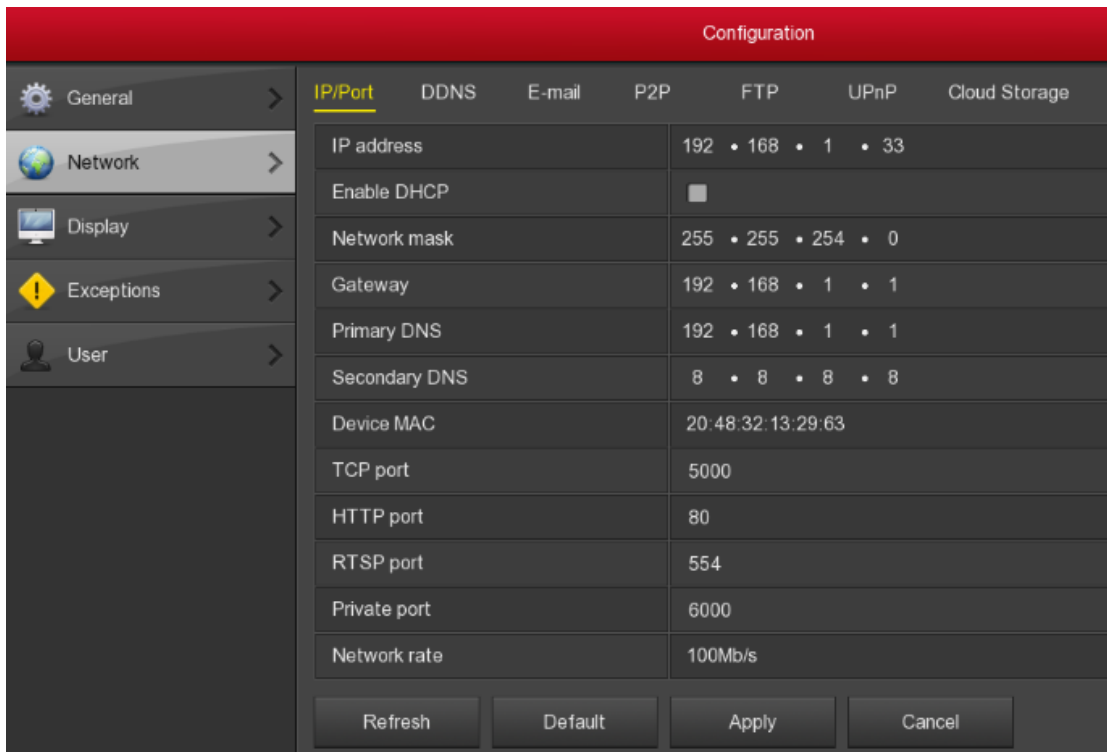 Configuration
General
Network
Display
Exceptions
User
IP/Port DDNS E-mail P2P FTP UPnP Cloud Storage
IP address 192 • 168 • 1 • 33
Enable DHCP
Network mask 255 • 255 • 254 • 0
Gateway 192 • 168 • 1 • 1
Primary DNS 192 • 168 • 1 • 1
Secondary DNS 8 • 8 • 8 • 8
Device MAC 20:48:32:13:29:63
TCP port 5000
HTTP port 80
RTSP port 554
Private port 6000
Network rate 100Mb/s
Refresh Default Apply Cancel